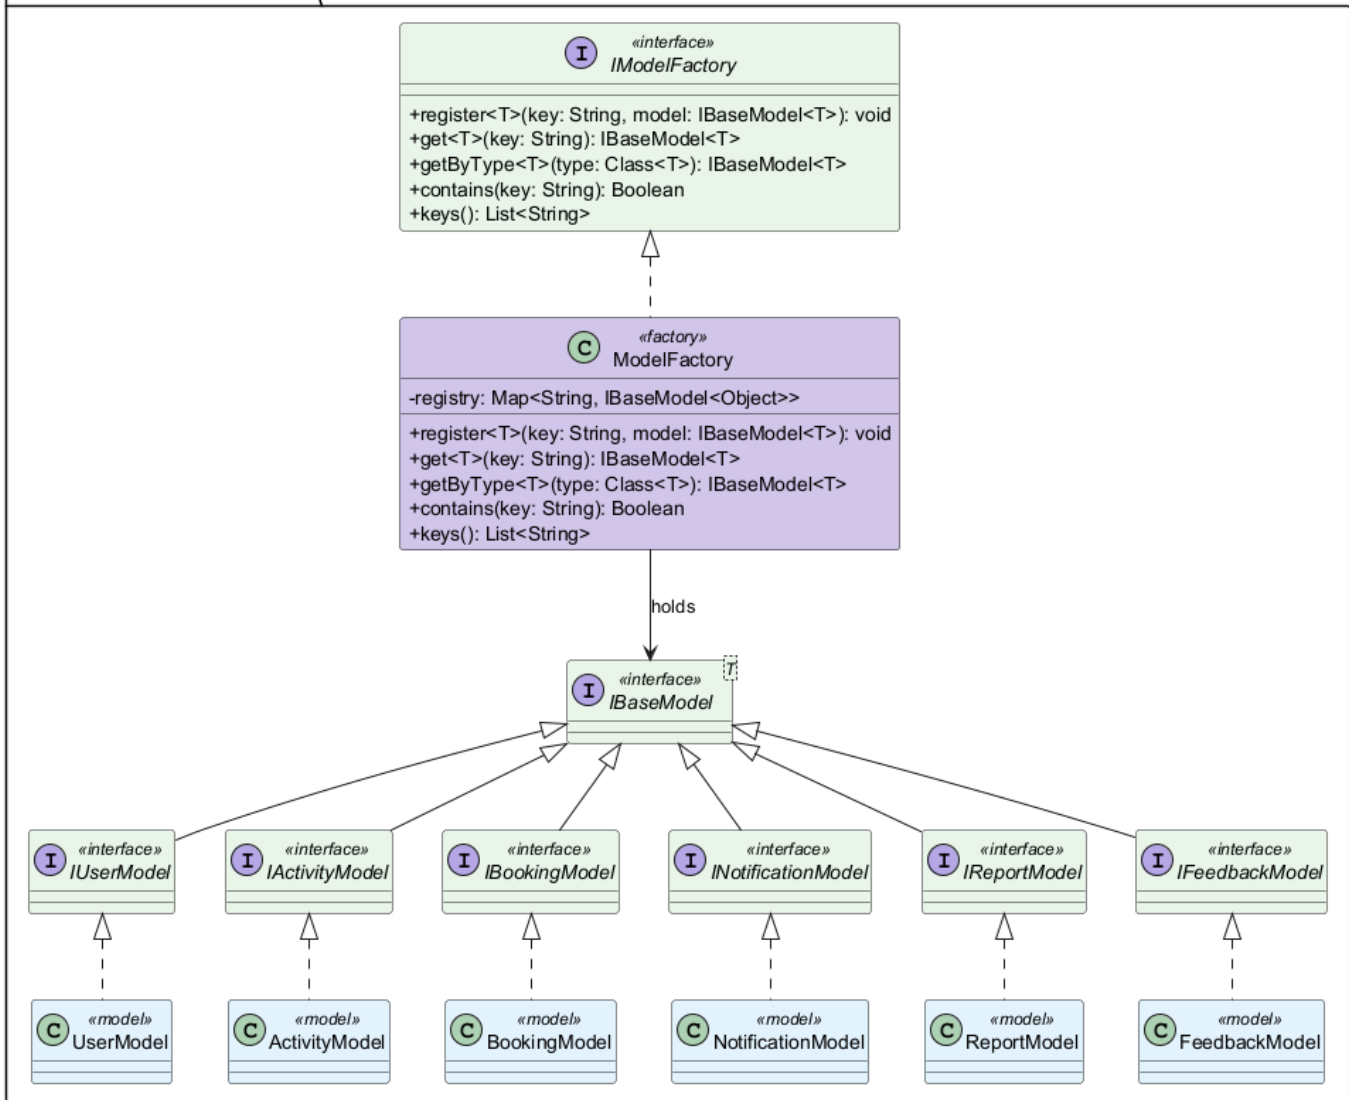 «interface»
I
IModelFactory
+register<T>(key: String, model: IBaseModel<T>): void
+get<T>(key: String): IBaseModel<T>
+getByType<T>(type: Class<T>): IBaseModel<T>
+contains(key: String): Boolean
+keys(): List<String>
«factory»
C
ModelFactory
-registry: Map<String, IBaseModel<Object>>
+register<T>(key: String, model: IBaseModel<T>): void
+get<T>(key: String): IBaseModel<T>
+getByType<T>(type: Class<T>): IBaseModel<T>
+contains(key: String): Boolean
+keys(): List<String>
holds
T
«interface»
I
IBaseModel
«interface»
I
IUserModel
«interface»
I
IActivityModel
«interface»
I
IBookingModel
«interface»
I
INotificationModel
«interface»
I
IReportModel
«interface»
I
IFeedbackModel
«model»
C
UserModel
«model»
C
ActivityModel
«model»
C
BookingModel
«model»
C
NotificationModel
«model»
C
ReportModel
«model»
C
FeedbackModel